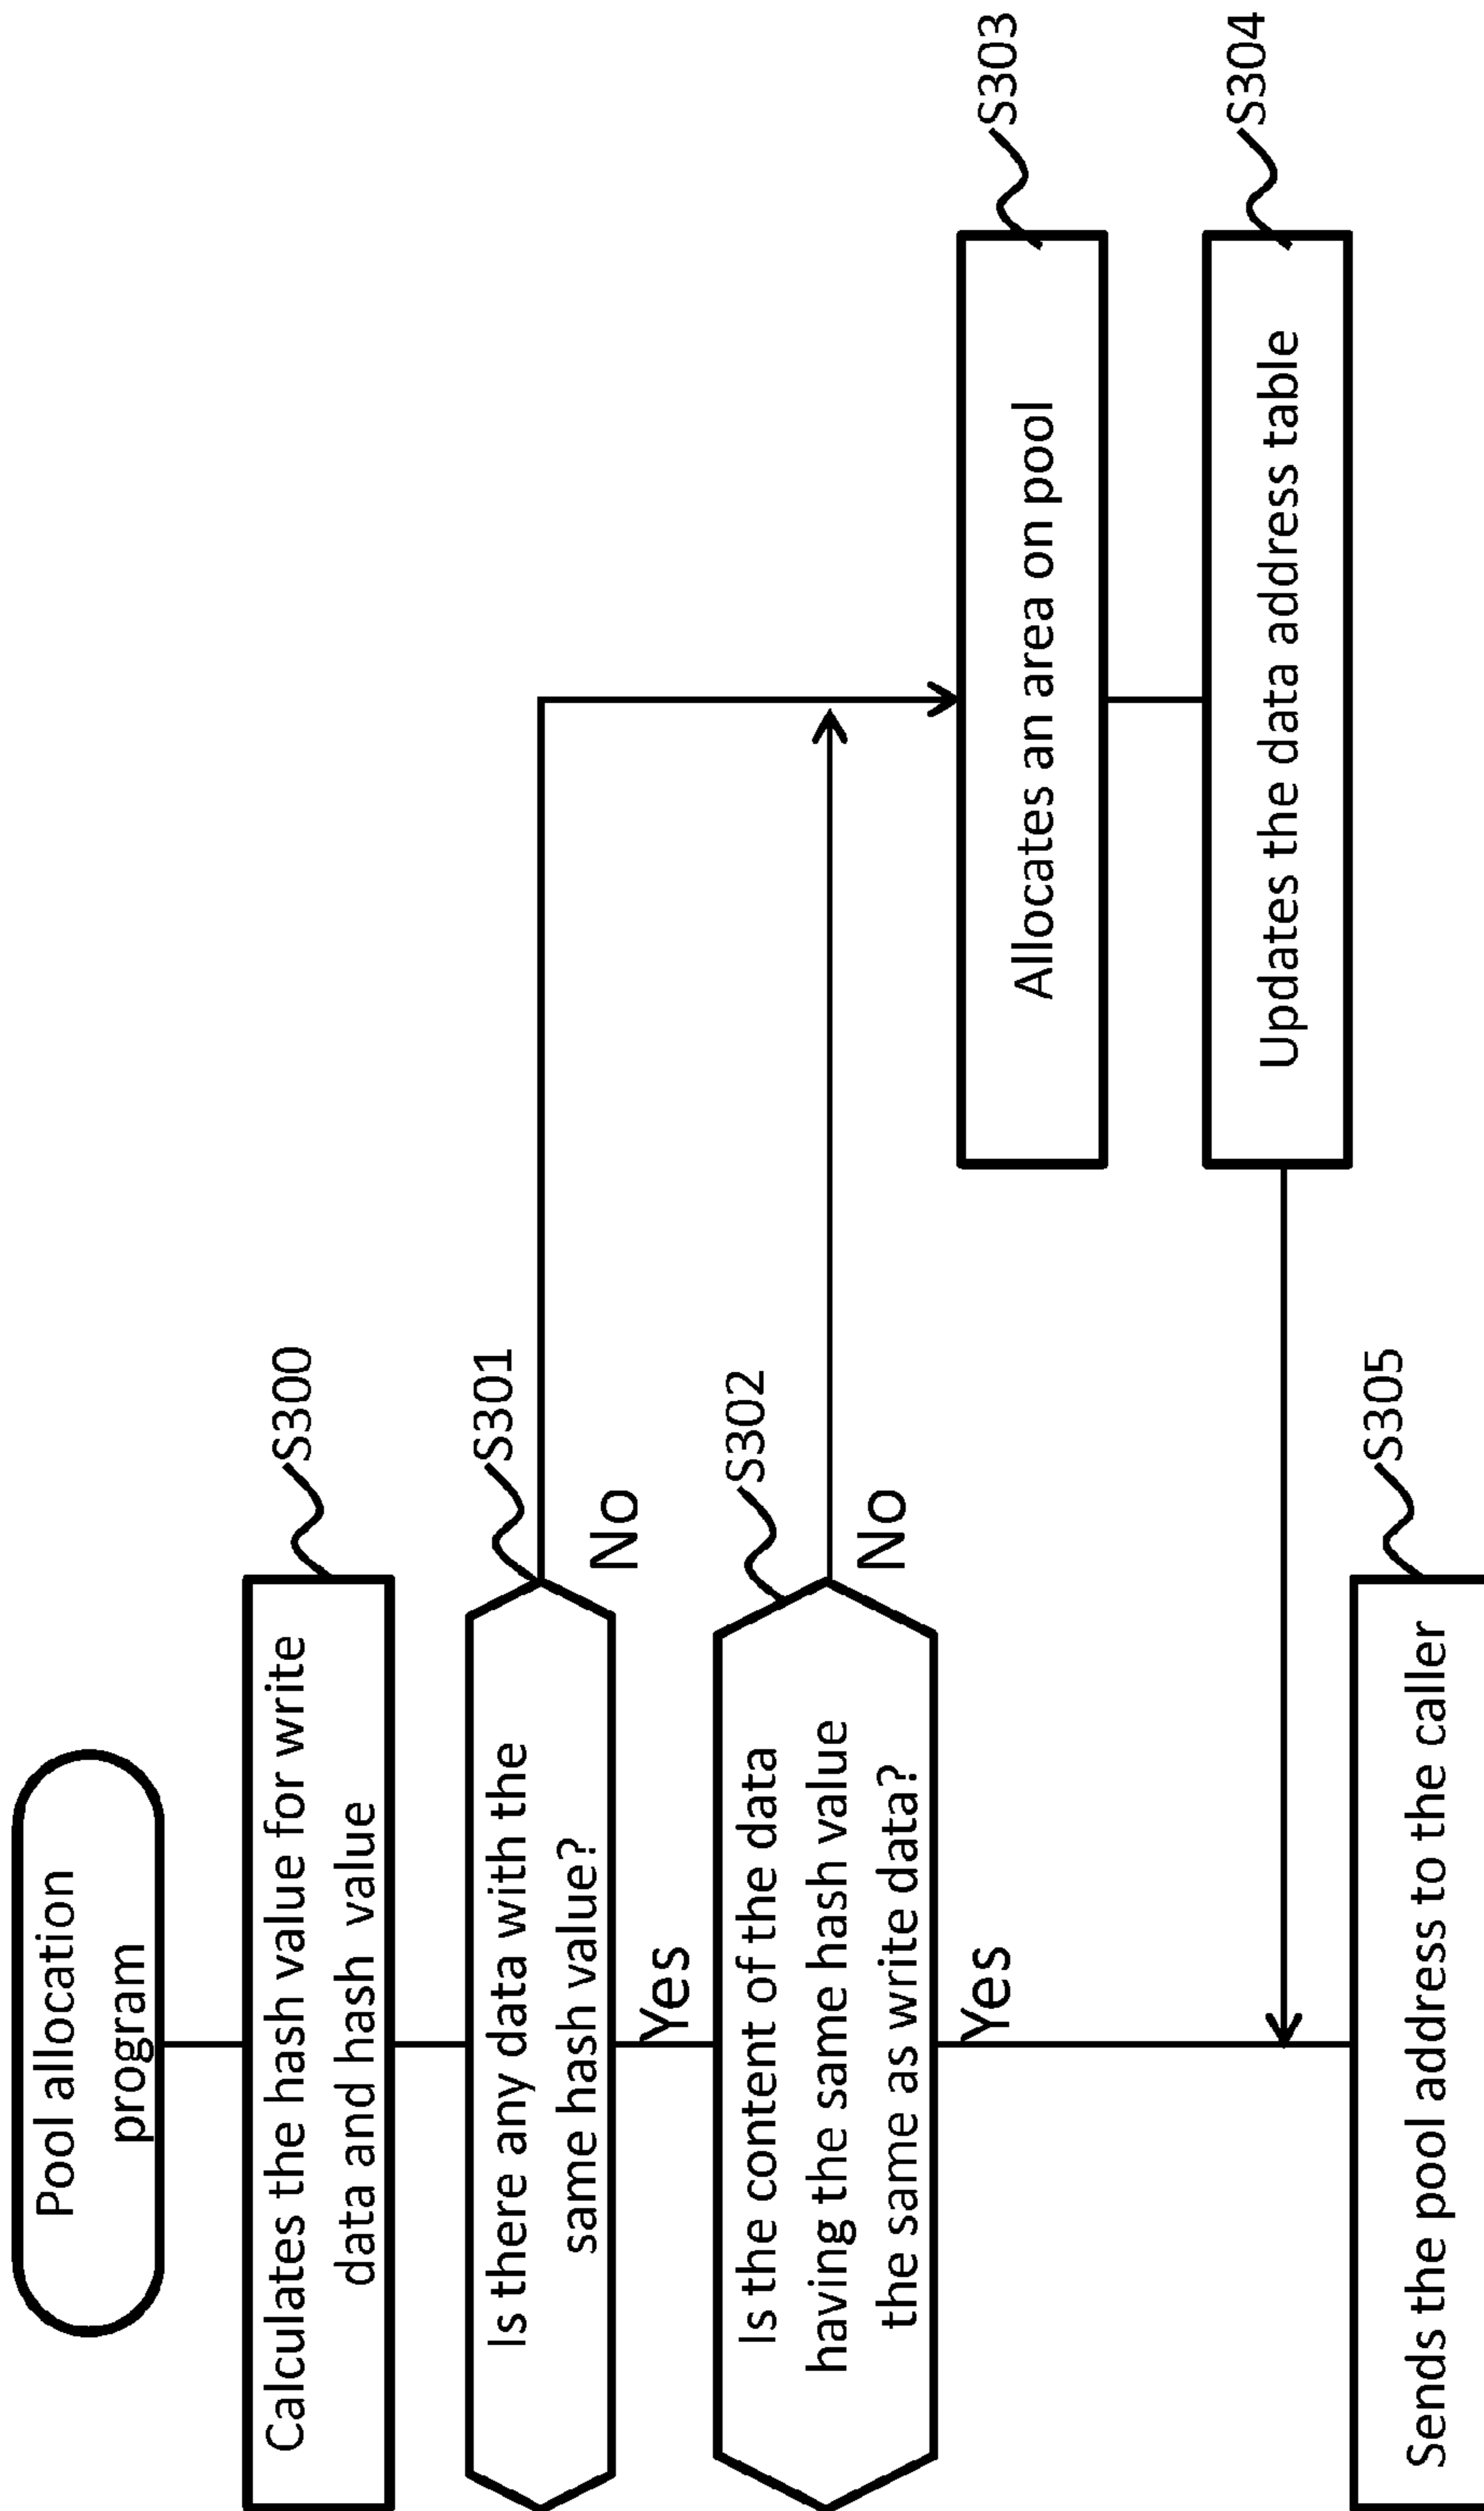 Pool allocation
program
S300
Calculates the hash value for write
data and hash value
S301
Is there any data with the
same hash value?
No
Yes
S302
Is the content of the data
having the same hash value
the same as write data?
No
Yes
S303
Allocates an area on pool
S304
Updates the data address table
S305
Sends the pool address to the caller